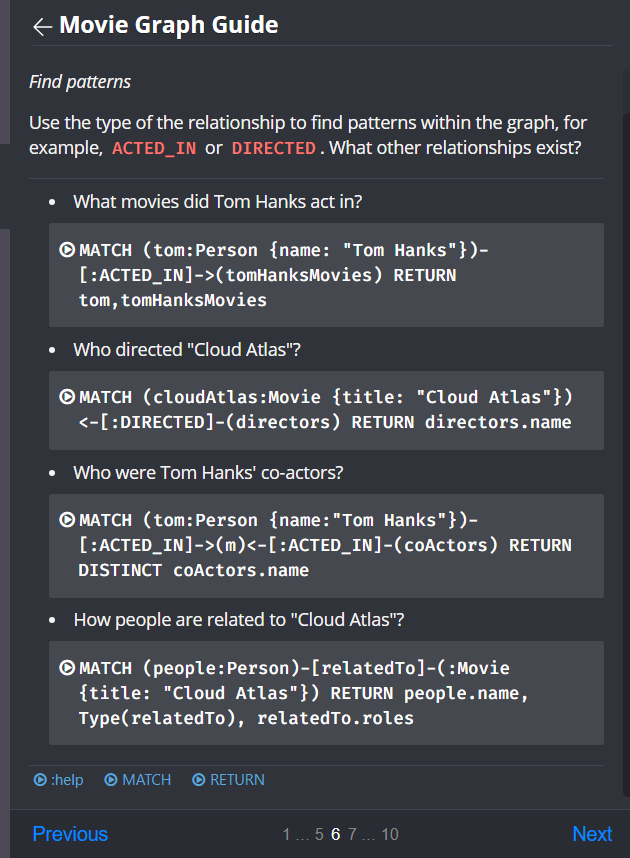 ← Movie Graph Guide
Find patterns
Use the type of the relationship to find patterns within the graph, for
example, ACTED_IN or DIRECTED. What other relationships exist?
• What movies did Tom Hanks act in?
MATCH (tom:Person {name: "Tom Hanks"})-
[:ACTED_IN]->(tomHanksMovies) RETURN
tom,tomHanksMovies
• Who directed "Cloud Atlas"?
MATCH (cloudAtlas:Movie {title: "Cloud Atlas"})
<-[:DIRECTED]-(directors) RETURN directors.name
• Who were Tom Hanks' co-actors?
MATCH (tom:Person {name:"Tom Hanks"})-
[:ACTED_IN]->(m)<-[:ACTED_IN]-(coActors) RETURN
DISTINCT coActors.name
• How people are related to "Cloud Atlas"?
MATCH (people:Person)-[relatedTo]-(:Movie
{title: "Cloud Atlas"}) RETURN people.name,
Type(relatedTo), relatedTo.roles
:help MATCH RETURN
Previous 1 ... 5 6 7 ... 10 Next